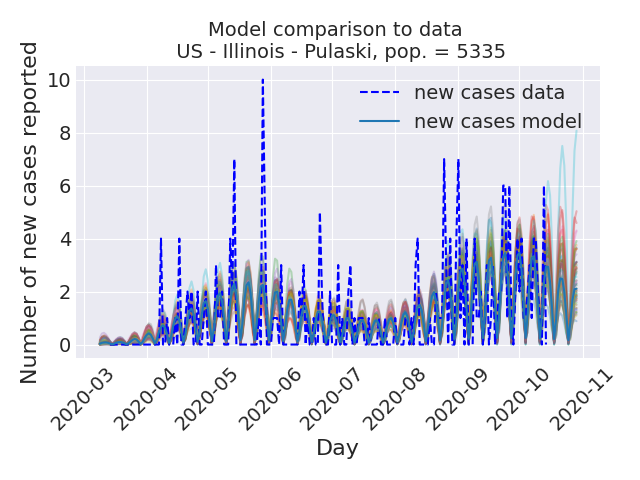 Model comparison to data
US - Illinois - Pulaski, pop. = 5335
Number of new cases reported
10
8
6
4
2
0
new cases data
new cases model
2020-03
2020-04
2020-05
2020-06
2020-07
2020-08
2020-09
2020-10
2020-11
Day